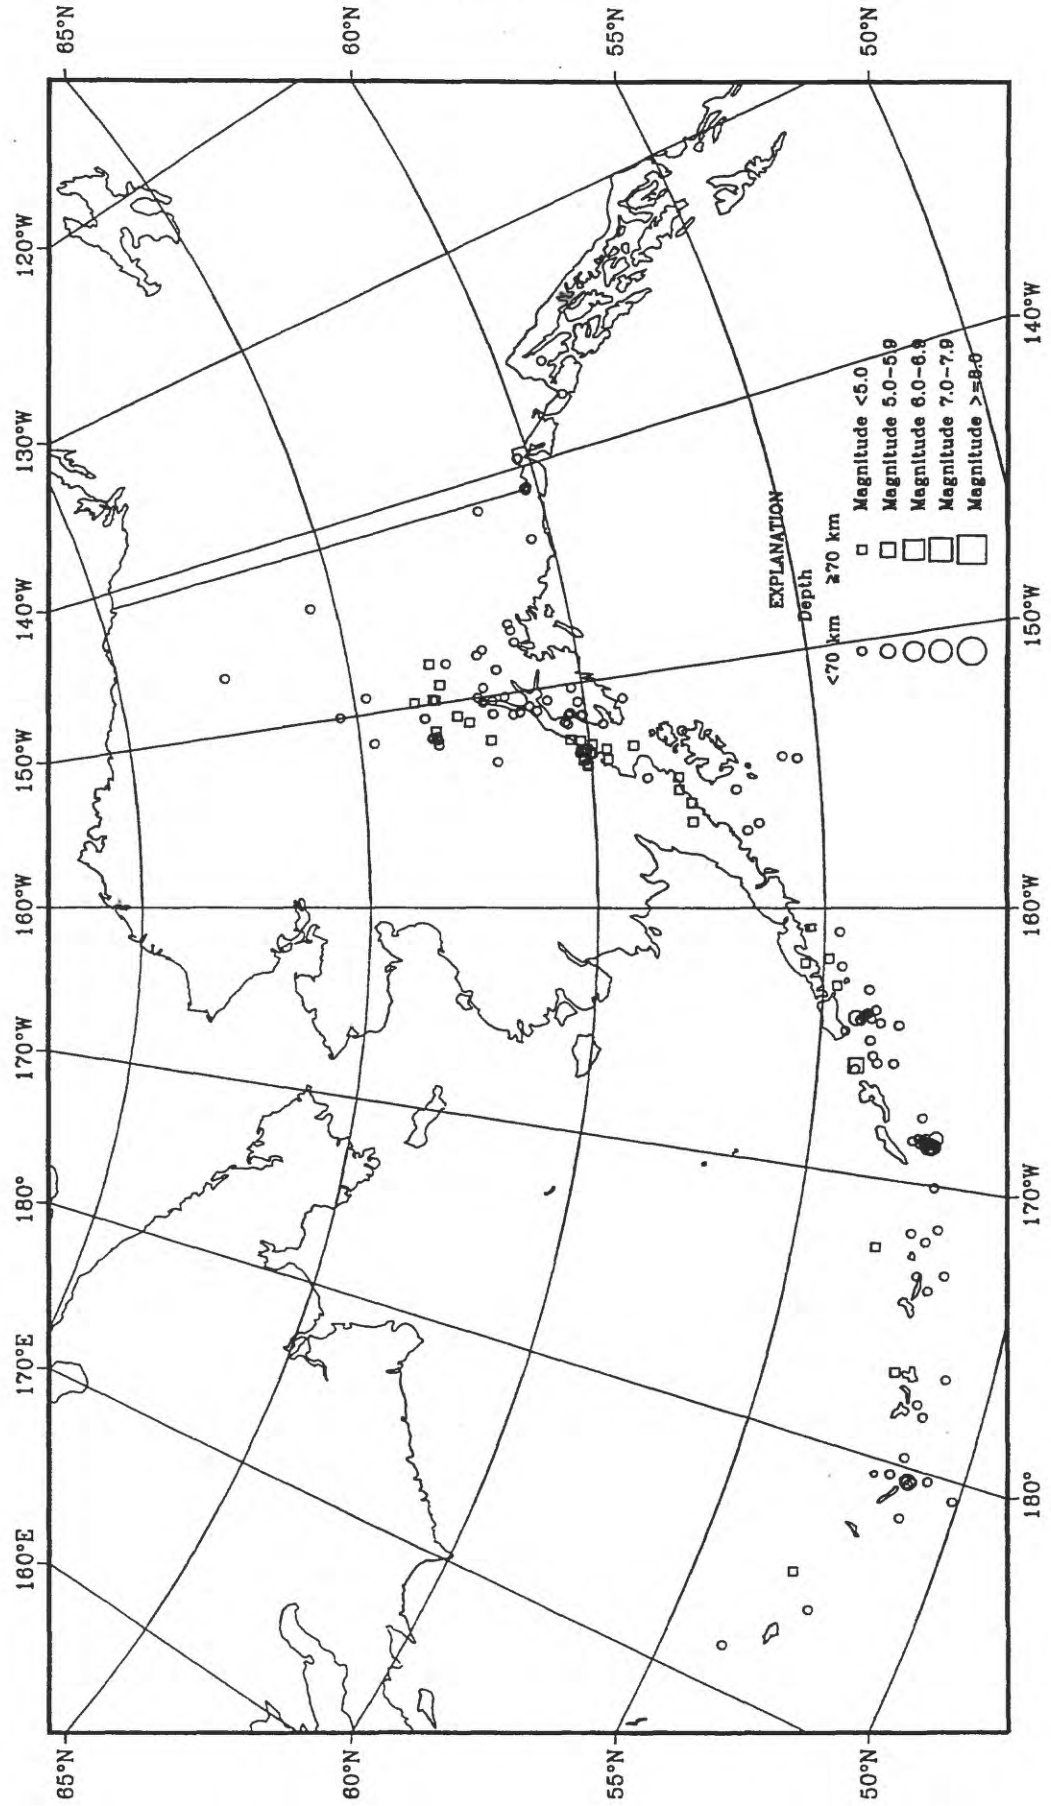 160°E
170°E
180°
170°W
160°W
150°W
140°W
130°W
120°W
65°N
65°N
60°N
60°N
55°N
55°N
50°N
50°N
180°
170°W
160°W
150°W
140°W
EXPLANATION
Depth
<70 km
≥70 km
Magnitude <5.0
Magnitude 5.0-5.9
Magnitude 6.0-6.9
Magnitude 7.0-7.9
Magnitude >=8.0